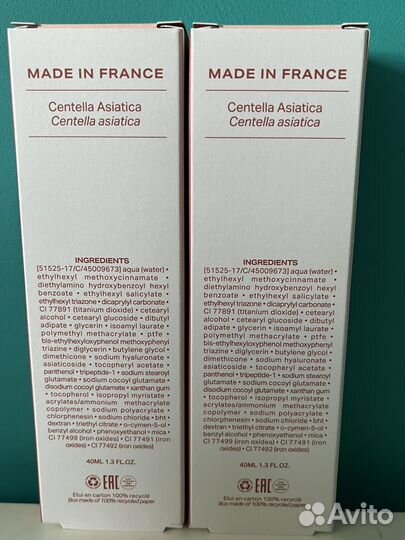 MADE IN FRANCE
Centella Asiatica
Centella asiatica
INGREDIENTS
[51525-17/C/45009673] aqua (water) •
ethylhexyl methoxycinnamate •
diethylamino hydroxybenzoyl hexyl
benzoate • ethylhexyl salicylate •
ethylhexyl triazone • dicaprylyl carbonate •
CI 77891 (titanium dioxide) • cetearyl
alcohol • cetearyl glucoside • dibutyl
adipate • glycerin • isoamyl laurate •
polymethyl methacrylate • ptfe •
bis-ethylhexyloxyphenol methoxyphenyl
triazine • diglycerin • butylene glycol •
dimethicone • sodium hyaluronate •
asiaticoside • tocopheryl acetate •
panthenol • tripeptide-1 • sodium stearoyl
glutamate • disodium cocoyl glutamate •
xanthan gum • tocopherol • isopropyl myristate •
acrylates/ammonium methacrylate
copolymer • sodium polyacrylate •
chlorphenesin • sodium chloride • bht •
dextran • triethyl citrate • o-cymen-5-ol •
benzyl alcohol • phenoxyethanol • mica •
CI 77499 (iron oxides) • CI 77491 (iron
oxides) • CI 77492 (iron oxides)
40ML 1.3 FL.OZ.
EAC
Etui en carton 100% recyclé
Box made of 100% recycled paper
MADE IN FRANCE
Centella Asiatica
Centella asiatica
INGREDIENTS
[51525-17/C/45009673] aqua (water) •
ethylhexyl methoxycinnamate •
diethylamino hydroxybenzoyl hexyl
benzoate • ethylhexyl salicylate •
ethylhexyl triazone • dicaprylyl carbonate •
CI 77891 (titanium dioxide) • cetearyl
alcohol • cetearyl glucoside • dibutyl
adipate • glycerin • isoamyl laurate •
polymethyl methacrylate • ptfe •
bis-ethylhexyloxyphenol methoxyphenyl
triazine • diglycerin • butylene glycol •
dimethicone • sodium hyaluronate •
asiaticoside • tocopheryl acetate •
panthenol • tripeptide-1 • sodium stearoyl
glutamate • disodium cocoyl glutamate •
xanthan gum • tocopherol • isopropyl myristate •
acrylates/ammonium methacrylate
copolymer • sodium polyacrylate •
chlorphenesin • sodium chloride • bht •
dextran • triethyl citrate • o-cymen-5-ol •
benzyl alcohol • phenoxyethanol • mica •
CI 77499 (iron oxides) • CI 77491 (iron
oxides) • CI 77492 (iron oxides)
40ML 1.3 FL.OZ.
EAC
Etui en carton 100% recyclé
Box made of 100% recycled paper
Avito